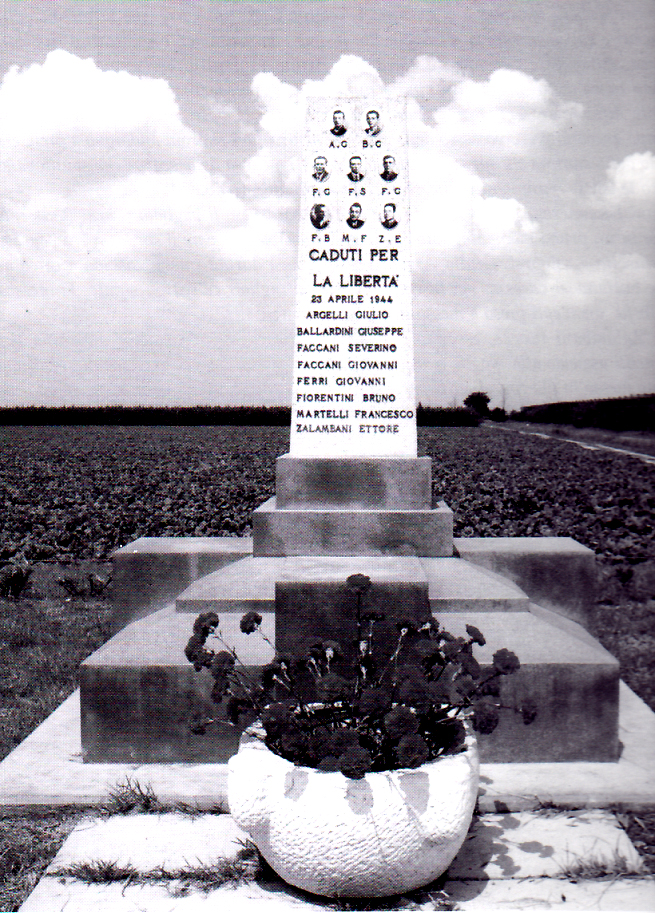 A.G B.G
F.G F.S F.G
F.B M.F Z.E
CADUTI PER
LA LIBERTA'
23 APRILE 1944
ARGELLI GIULIO
BALLARDINI GIUSEPPE
FACCANI SEVERINO
FACCANI GIOVANNI
FERRI GIOVANNI
FIORENTINI BRUNO
MARTELLI FRANCESCO
ZALAMBANI ETTORE